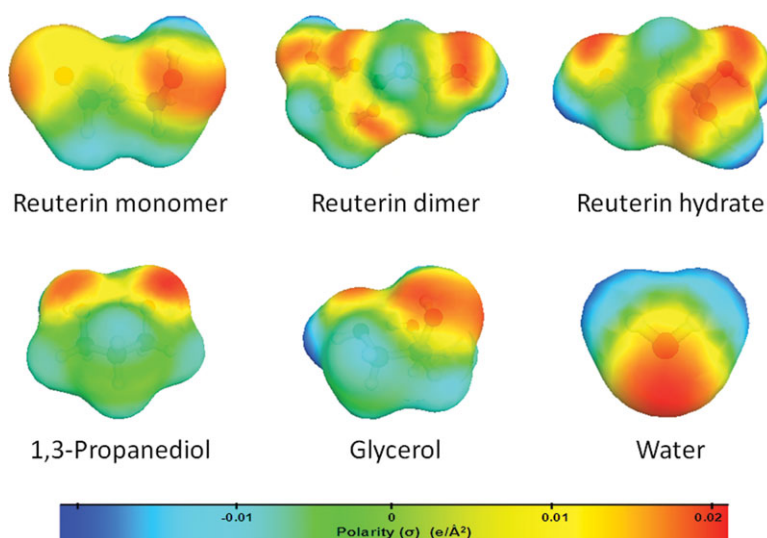 Reuterin monomer Reuterin dimer Reuterin hydrate
1,3-Propanediol Glycerol Water
-0.01 0 0.01 0.02
Polarity (σ) (e/Å²)